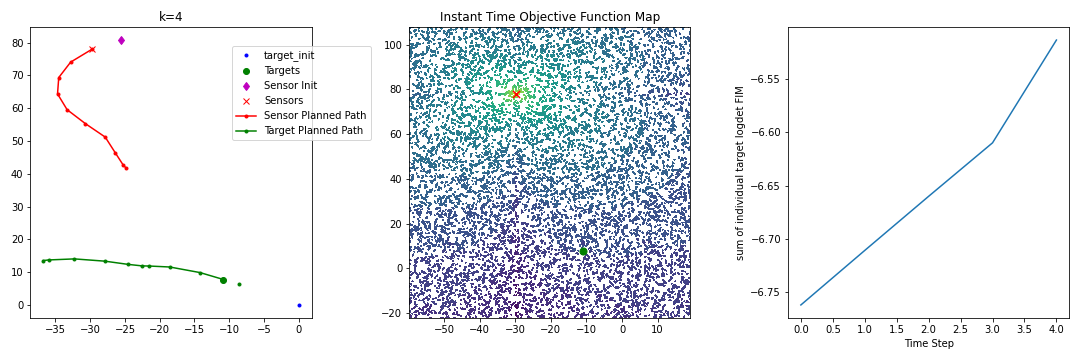 k=4
80
70
60
50
40
30
20
10
0
−35 −30 −25 −20 −15 −10 −5 0
target_init
Targets
Sensor Init
Sensors
Sensor Planned Path
Target Planned Path
Instant Time Objective Function Map
100
80
60
40
20
0
−20
−50 −40 −30 −20 −10 0 10
sum of individual target logdet FIM
−6.55
−6.60
−6.65
−6.70
−6.75
0.0 0.5 1.0 1.5 2.0 2.5 3.0 3.5 4.0
Time Step